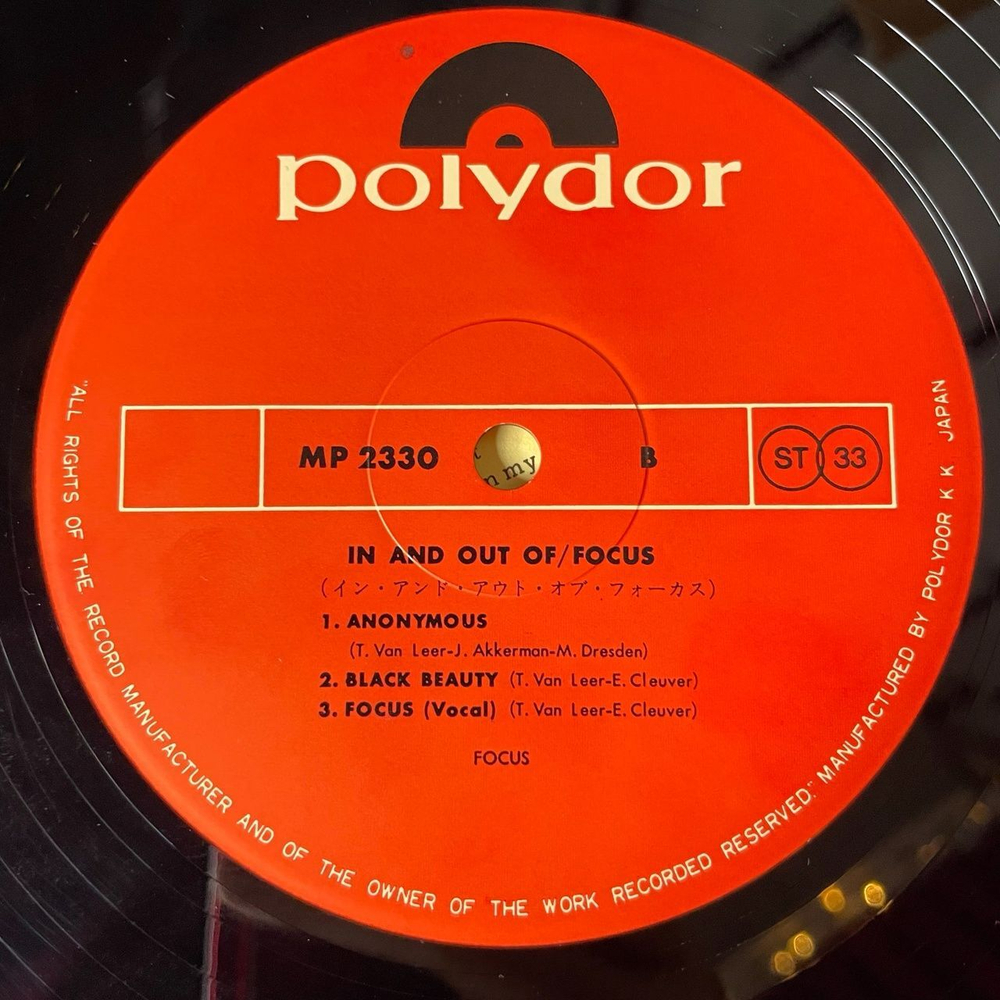 polydor
MP 2330
B
ST 33
n my
IN AND OUT OF/FOCUS
(イン・アンド・アウト・オブ・フォーカス)
1. ANONYMOUS
(T. Van Leer-J. Akkerman-M. Dresden)
2. BLACK BEAUTY (T. Van Leer-E. Cleuver)
3. FOCUS (Vocal) (T. Van Leer-E. Cleuver)
FOCUS
"ALL RIGHTS OF THE RECORD MANUFACTURER AND OF THE OWNER OF THE WORK RECORDED RESERVED." MANUFACTURED BY POLYDOR K K JAPAN